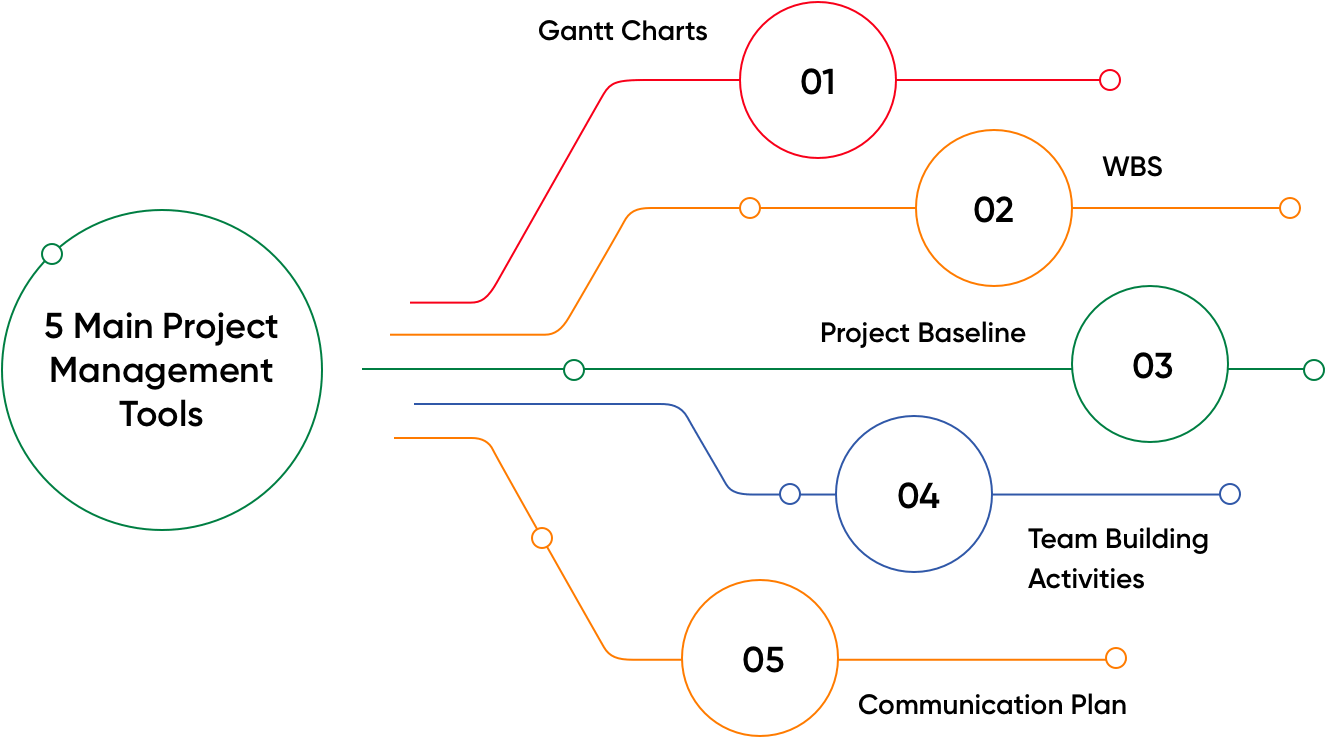 5 Main Project
Management
Tools
Gantt Charts
01
02
WBS
Project Baseline
03
04
Team Building
Activities
05
Communication Plan